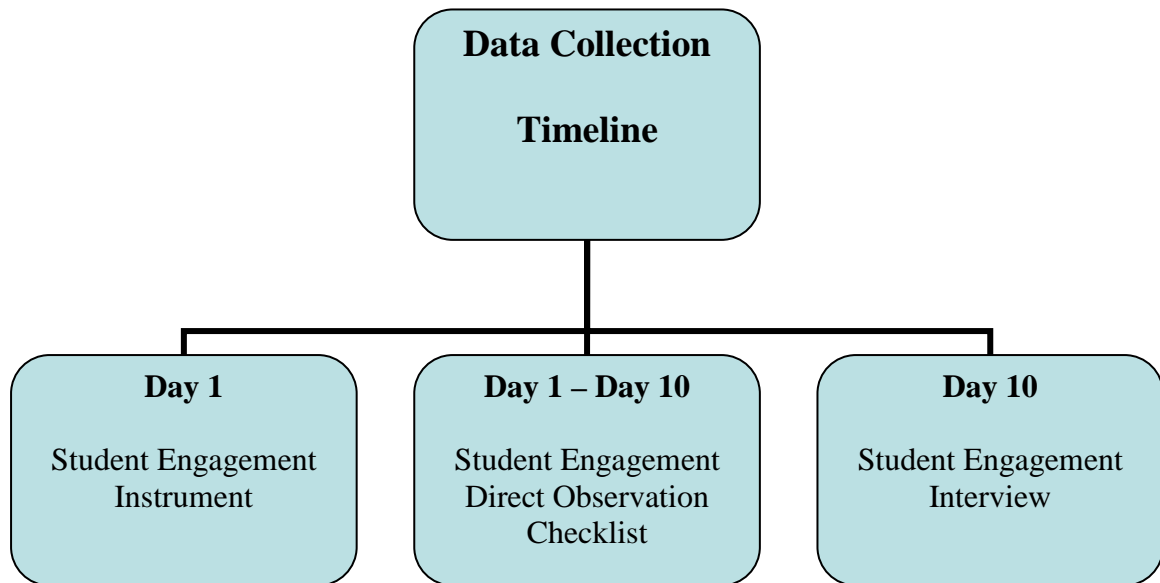 Data Collection
Timeline
Day 1
Student Engagement
Instrument
Day 1 – Day 10
Student Engagement
Direct Observation
Checklist
Day 10
Student Engagement
Interview